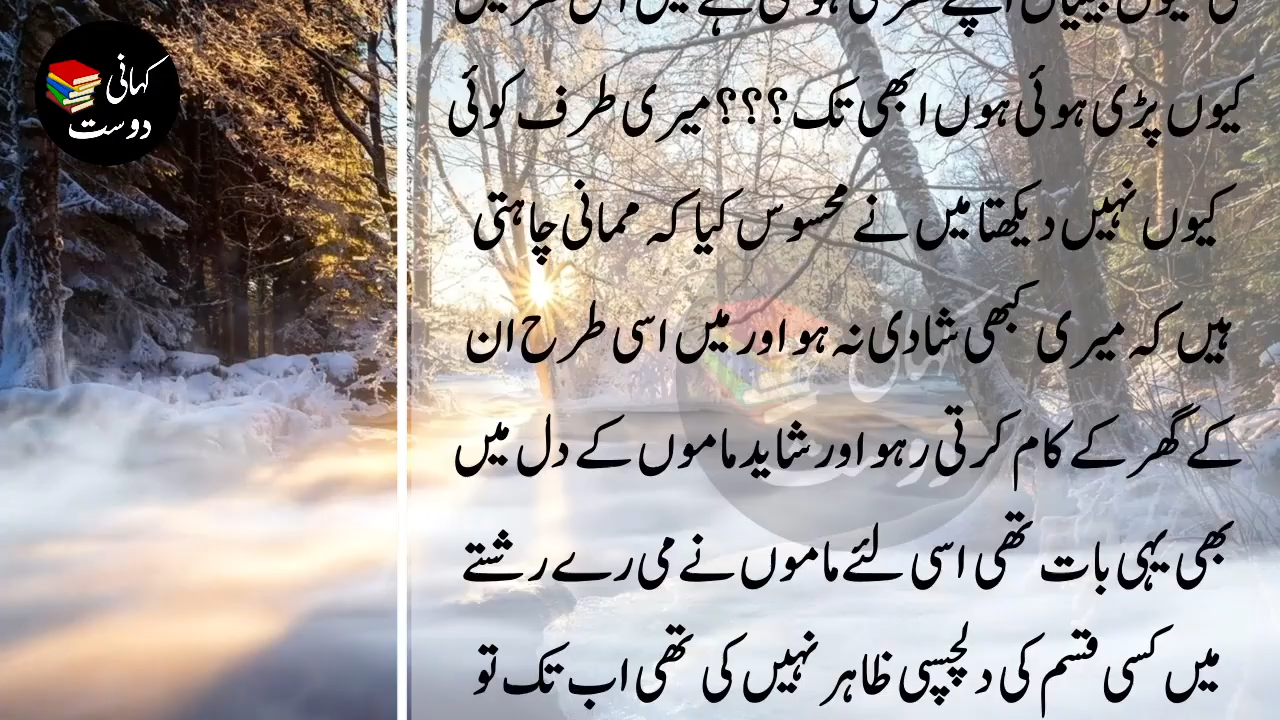 کہانی
دوست
کیوں پڑی ہوئی ہوں ابھی تک؟؟؟میری طرف کوئی
کیوں نہیں دیکھتا میں نے محسوس کیا کہ ممانی چاہتی
ہیں کہ میری کبھی شادی نہ ہو اور میں اسی طرح ان
کے گھر کے کام کرتی رہو اور شاید ماموں کے دل میں
بھی یہی بات تھی اسی لئے ماموں نے می رے رشتے
میں کسی قسم کی دلچسپی ظاہر نہیں کی تھی اب تک تو
کہانی
دوست